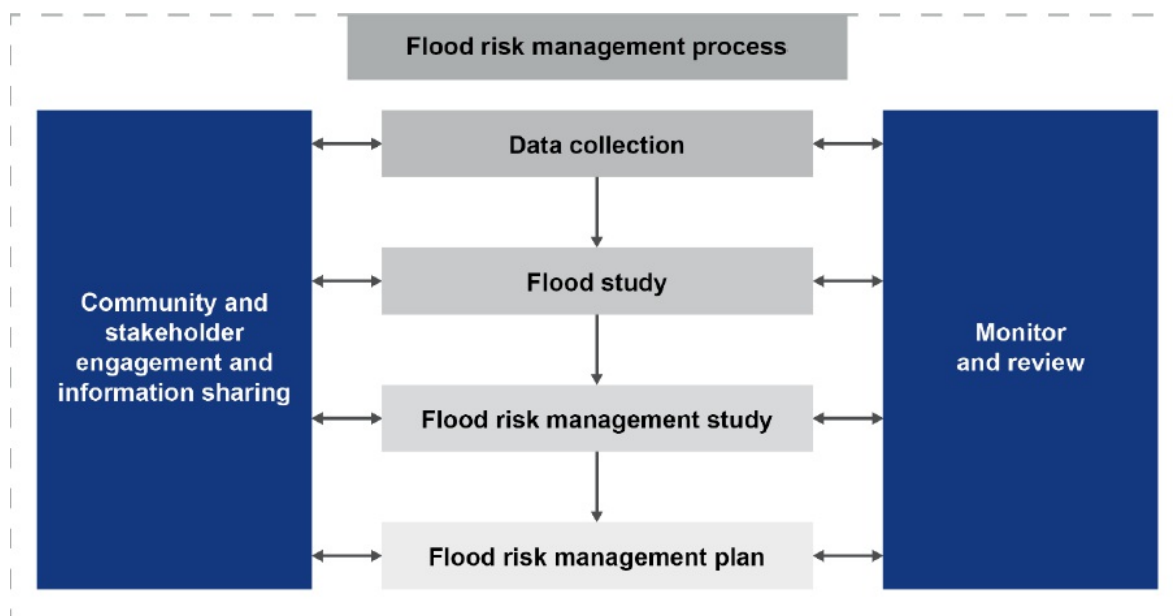 Flood risk management process
Data collection
Flood study
Community and
stakeholder
engagement and
information sharing
Monitor
and review
Flood risk management study
Flood risk management plan